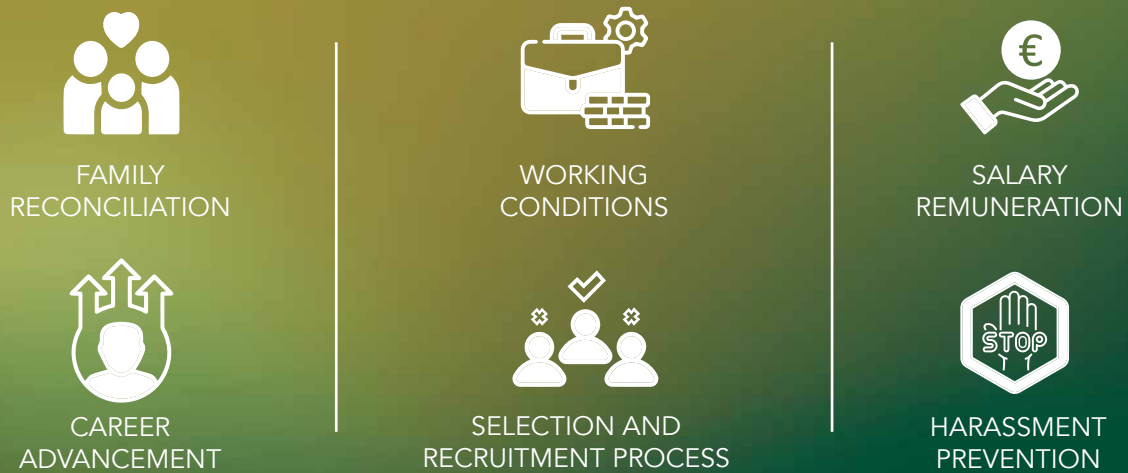 FAMILY
RECONCILIATION
WORKING
CONDITIONS
€
SALARY
REMUNERATION
CAREER
ADVANCEMENT
SELECTION AND
RECRUITMENT PROCESS
STOP
HARASSMENT
PREVENTION